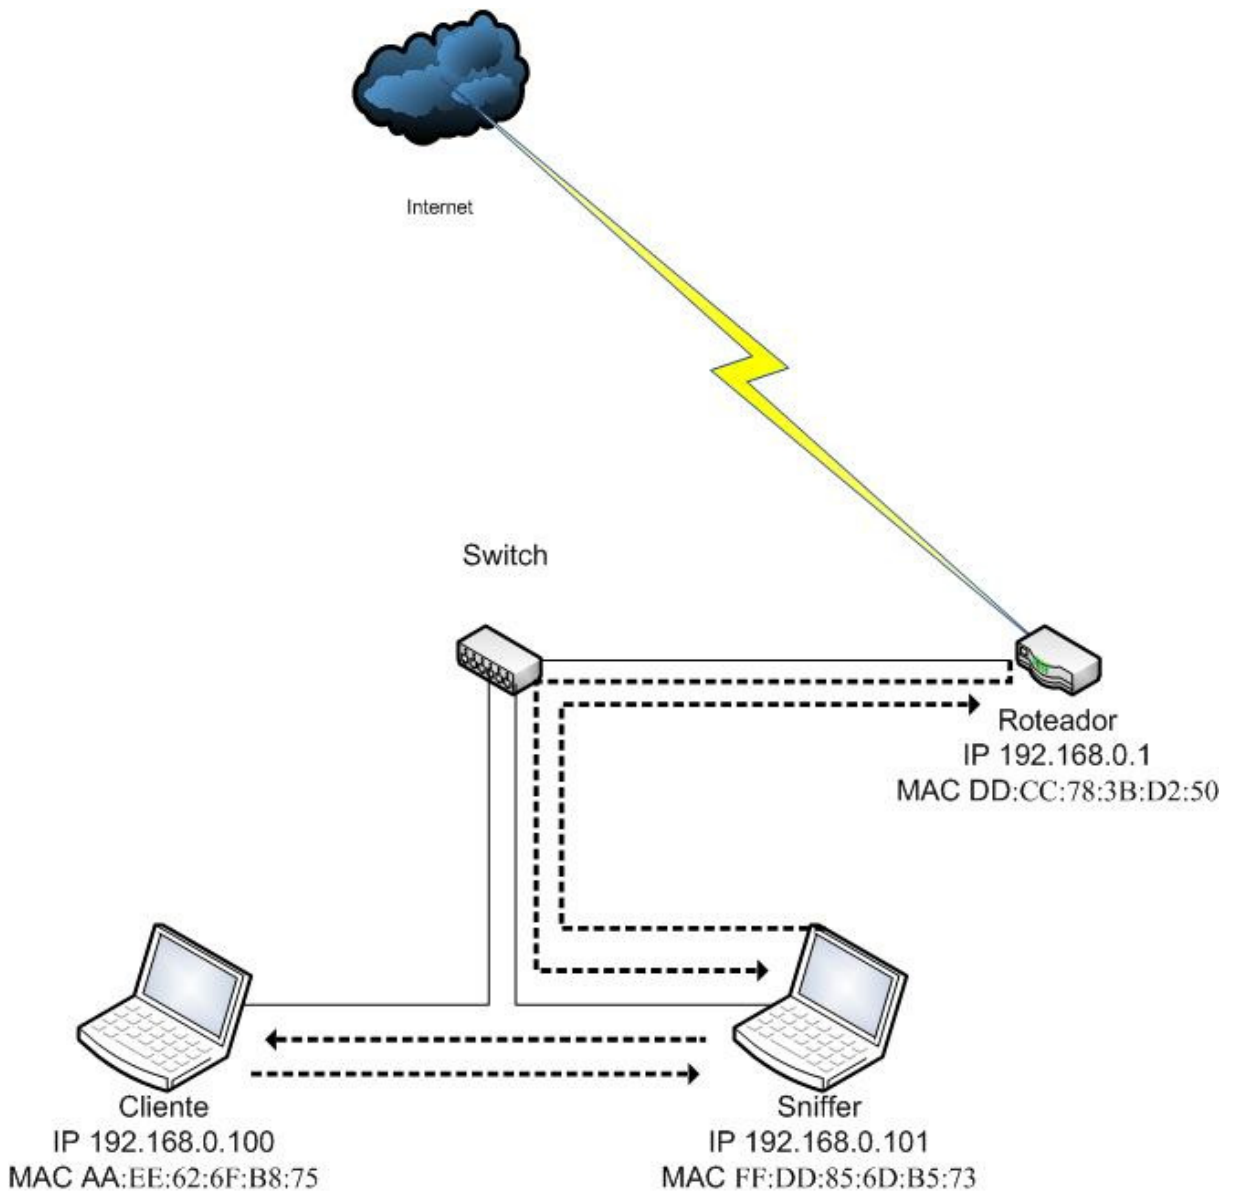 Internet
Switch
Roteador
IP 192.168.0.1
MAC DD:CC:78:3B:D2:50
Cliente
IP 192.168.0.100
MAC AA:EE:62:6F:B8:75
Sniffer
IP 192.168.0.101
MAC FF:DD:85:6D:B5:73